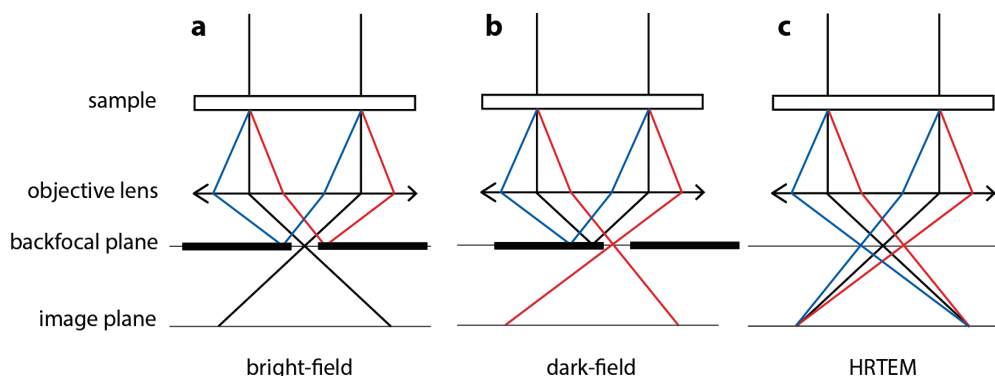 a
b
c
sample
objective lens
backfocal plane
image plane
bright-field
dark-field
HRTEM